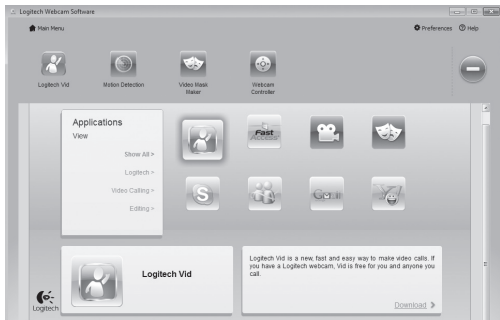 Logitech Webcam Software
Main Menu
Preferences
Help
Logitech Vid
Motion Detection
Video Mask
Maker
Webcam
Controller
Applications
View
Show All >
Logitech >
Video Calling >
Editing >
Fast
Access
S
Gmail
Logitech Vid
Logitech Vid is a new, fast and easy way to make video calls. If
you have a Logitech webcam, Vid is free for you and anyone you
call.
Download
Logitech